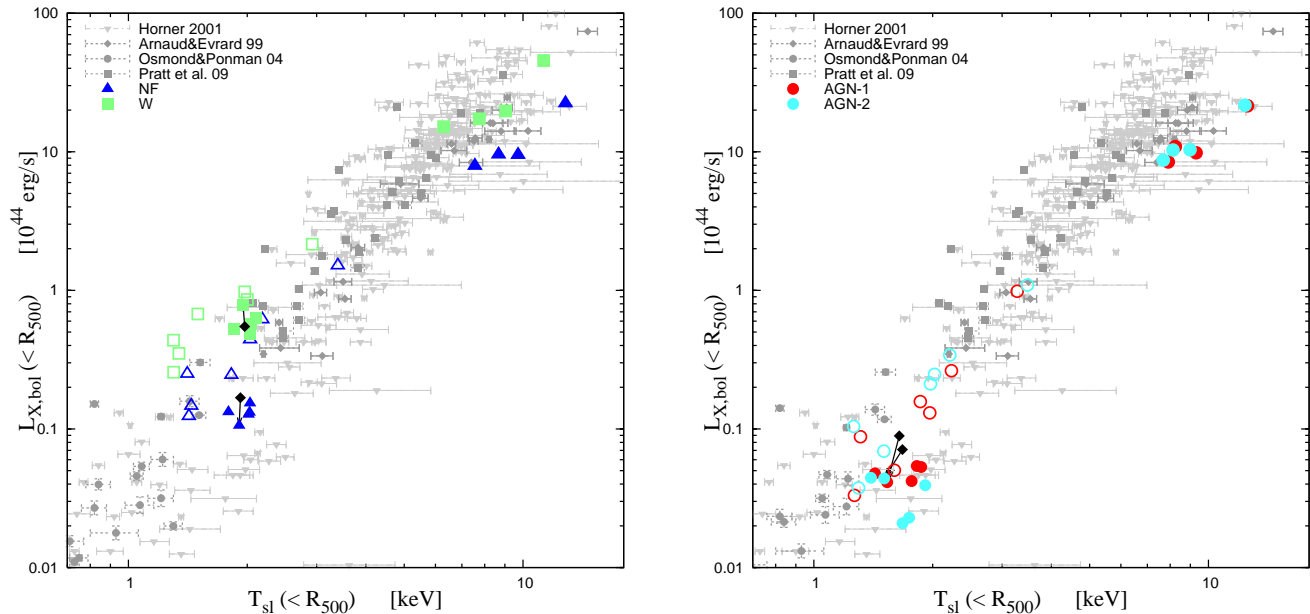 100
10
1
0.1
0.01
1
10
L_X,bol (< R_500) [10^44 erg/s]
T_sl (< R_500) [keV]
Horner 2001
Arnaud&Evrard 99
Osmond&Ponman 04
Pratt et al. 09
NF
W
100
10
1
0.1
0.01
1
10
L_X,bol (< R_500) [10^44 erg/s]
T_sl (< R_500) [keV]
Horner 2001
Arnaud&Evrard 99
Osmond&Ponman 04
Pratt et al. 09
AGN-1
AGN-2